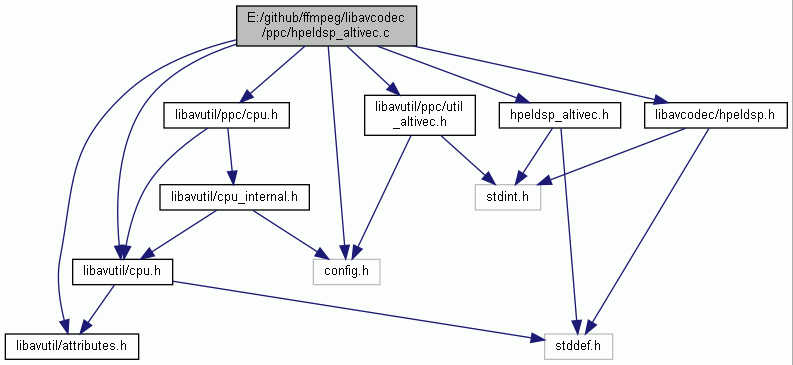 E:/github/ffmpeg/libavcodec
/ppc/hpeldsp_altivec.c
libavutil/ppc/cpu.h
libavutil/ppc/util
_altivec.h
hpeldsp_altivec.h
libavcodec/hpeldsp.h
libavutil/cpu_internal.h
stdint.h
libavutil/cpu.h
config.h
libavutil/attributes.h
stddef.h